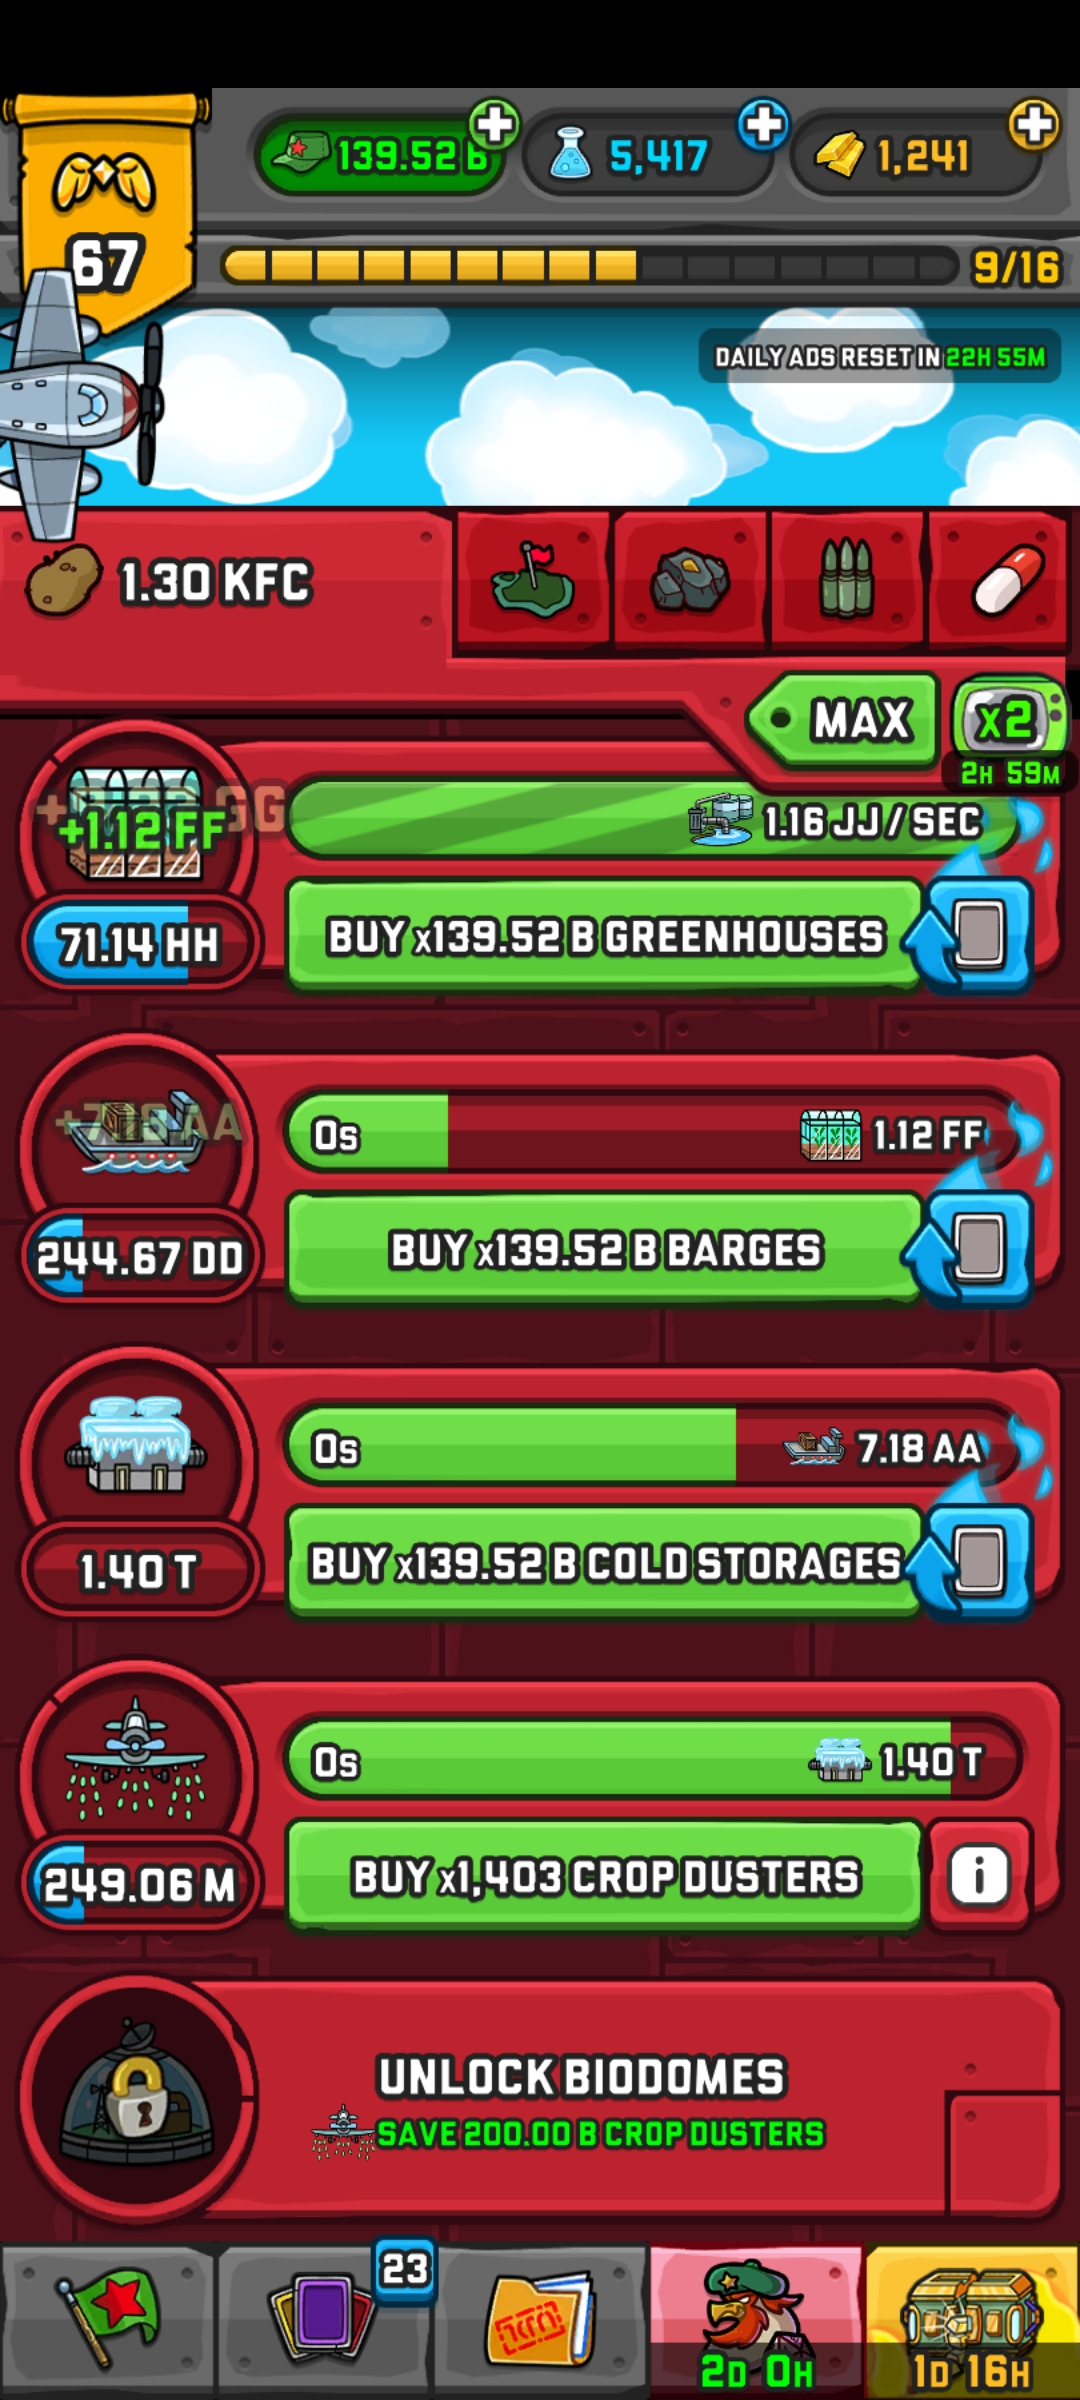 139.52 B
5,417
1,241
67
9/16
DAILY ADS RESET IN 22H 55M
1.30 KFC
MAX
x2
2H 59M
+1.12 FF
1.16 JJ / SEC
71.14 HH
BUY x139.52 B GREENHOUSES
+7.18 AA
0s
1.12 FF
244.67 DD
BUY x139.52 B BARGES
0s
7.18 AA
1.40 T
BUY x139.52 B COLD STORAGES
0s
1.40 T
249.06 M
BUY x1,403 CROP DUSTERS
i
UNLOCK BIODOMES
SAVE 200.00 B CROP DUSTERS
23
2D 0H
1D 16H